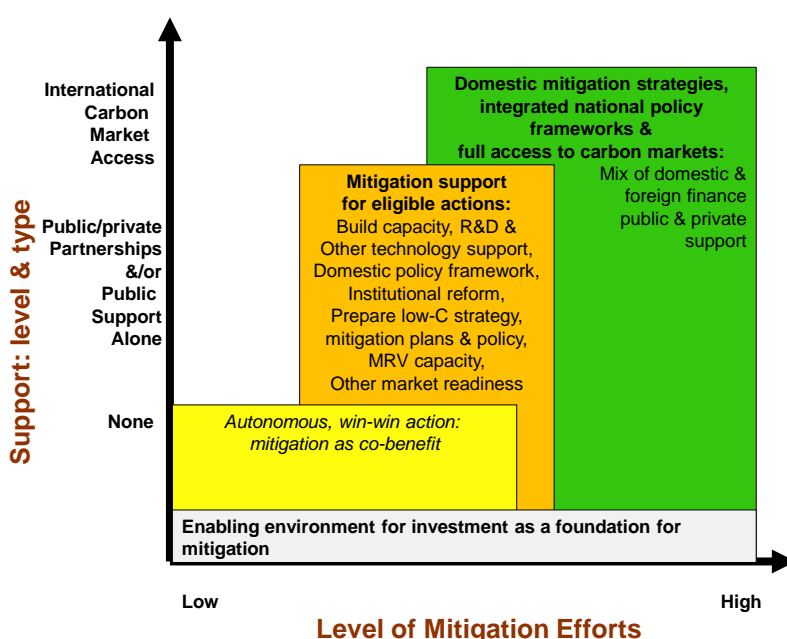 Support: level & type
International
Carbon
Market
Access
Public/private
Partnerships
&/or
Public
Support
Alone
None
Domestic mitigation strategies,
integrated national policy
frameworks &
full access to carbon markets:
Mix of domestic &
foreign finance
public & private
support
Mitigation support
for eligible actions:
Build capacity, R&D &
Other technology support,
Domestic policy framework,
Institutional reform,
Prepare low-C strategy,
mitigation plans & policy,
MRV capacity,
Other market readiness
Autonomous, win-win action:
mitigation as co-benefit
Enabling environment for investment as a foundation for
mitigation
Low
High
Level of Mitigation Efforts